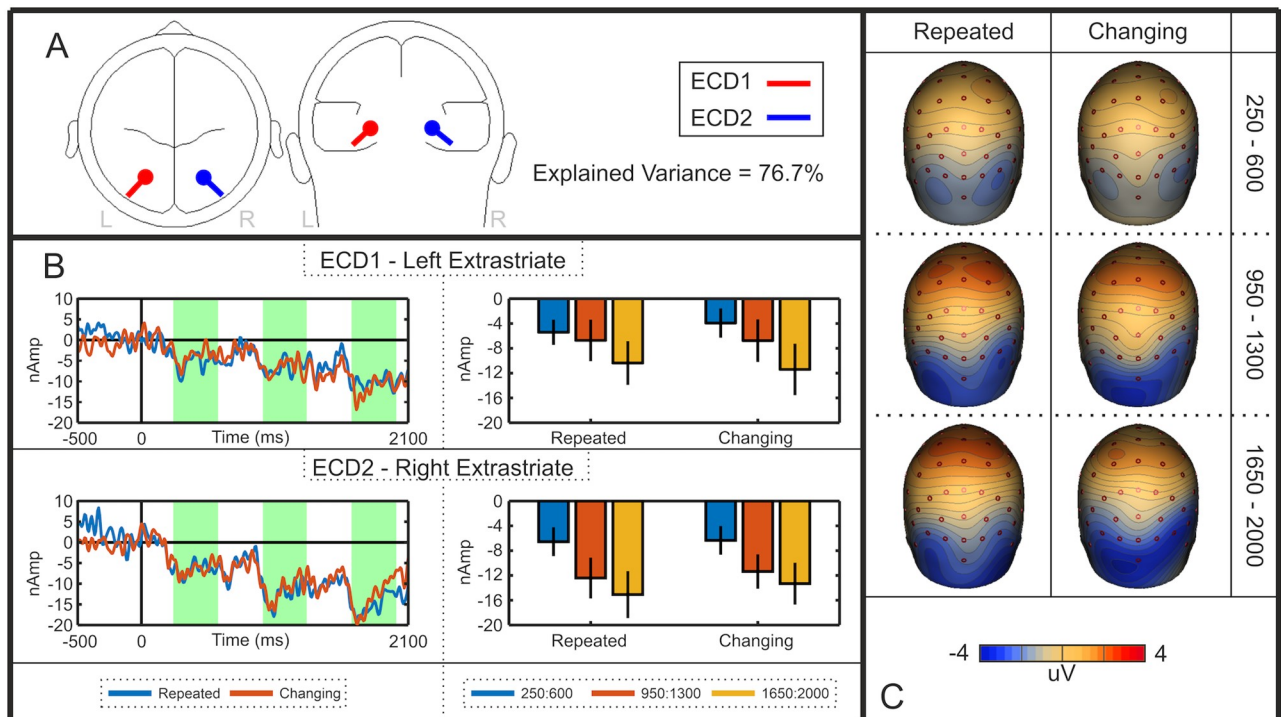 A
ECD1
ECD2
Explained Variance = 76.7%
L
R
L
R
B
ECD1 - Left Extrastriate
nAmp
10
5
0
-5
-10
-15
-20
-500
0
Time (ms)
2100
nAmp
0
-4
-8
-12
-16
-20
Repeated
Changing
ECD2 - Right Extrastriate
nAmp
10
5
0
-5
-10
-15
-20
-500
0
Time (ms)
2100
nAmp
0
-4
-8
-12
-16
-20
Repeated
Changing
Repeated
Changing
250:600
950:1300
1650:2000
Repeated
Changing
250 - 600
950 - 1300
1650 - 2000
-4
4
uV
C